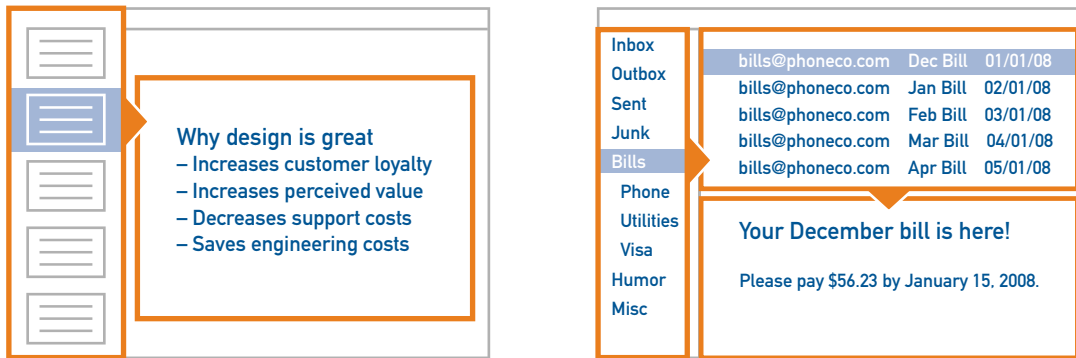 Why design is great
– Increases customer loyalty
– Increases perceived value
– Decreases support costs
– Saves engineering costs
Inbox
Outbox
Sent
Junk
Bills
Phone
Utilities
Visa
Humor
Misc
bills@phoneco.com Dec Bill 01/01/08
bills@phoneco.com Jan Bill 02/01/08
bills@phoneco.com Feb Bill 03/01/08
bills@phoneco.com Mar Bill 04/01/08
bills@phoneco.com Apr Bill 05/01/08
Your December bill is here!
Please pay $56.23 by January 15, 2008.